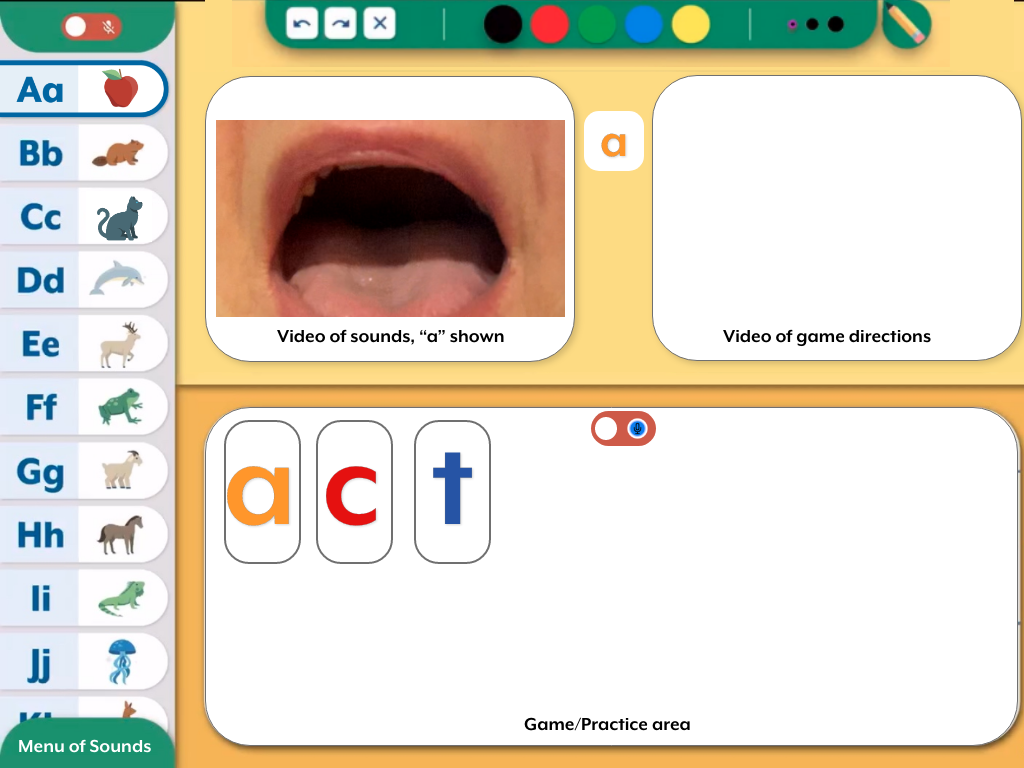 Aa
Bb
Cc
Dd
Ee
Ff
Gg
Hh
Ii
Jj
Menu of Sounds
a
Video of sounds, “a” shown
Video of game directions
a c t
Game/Practice area